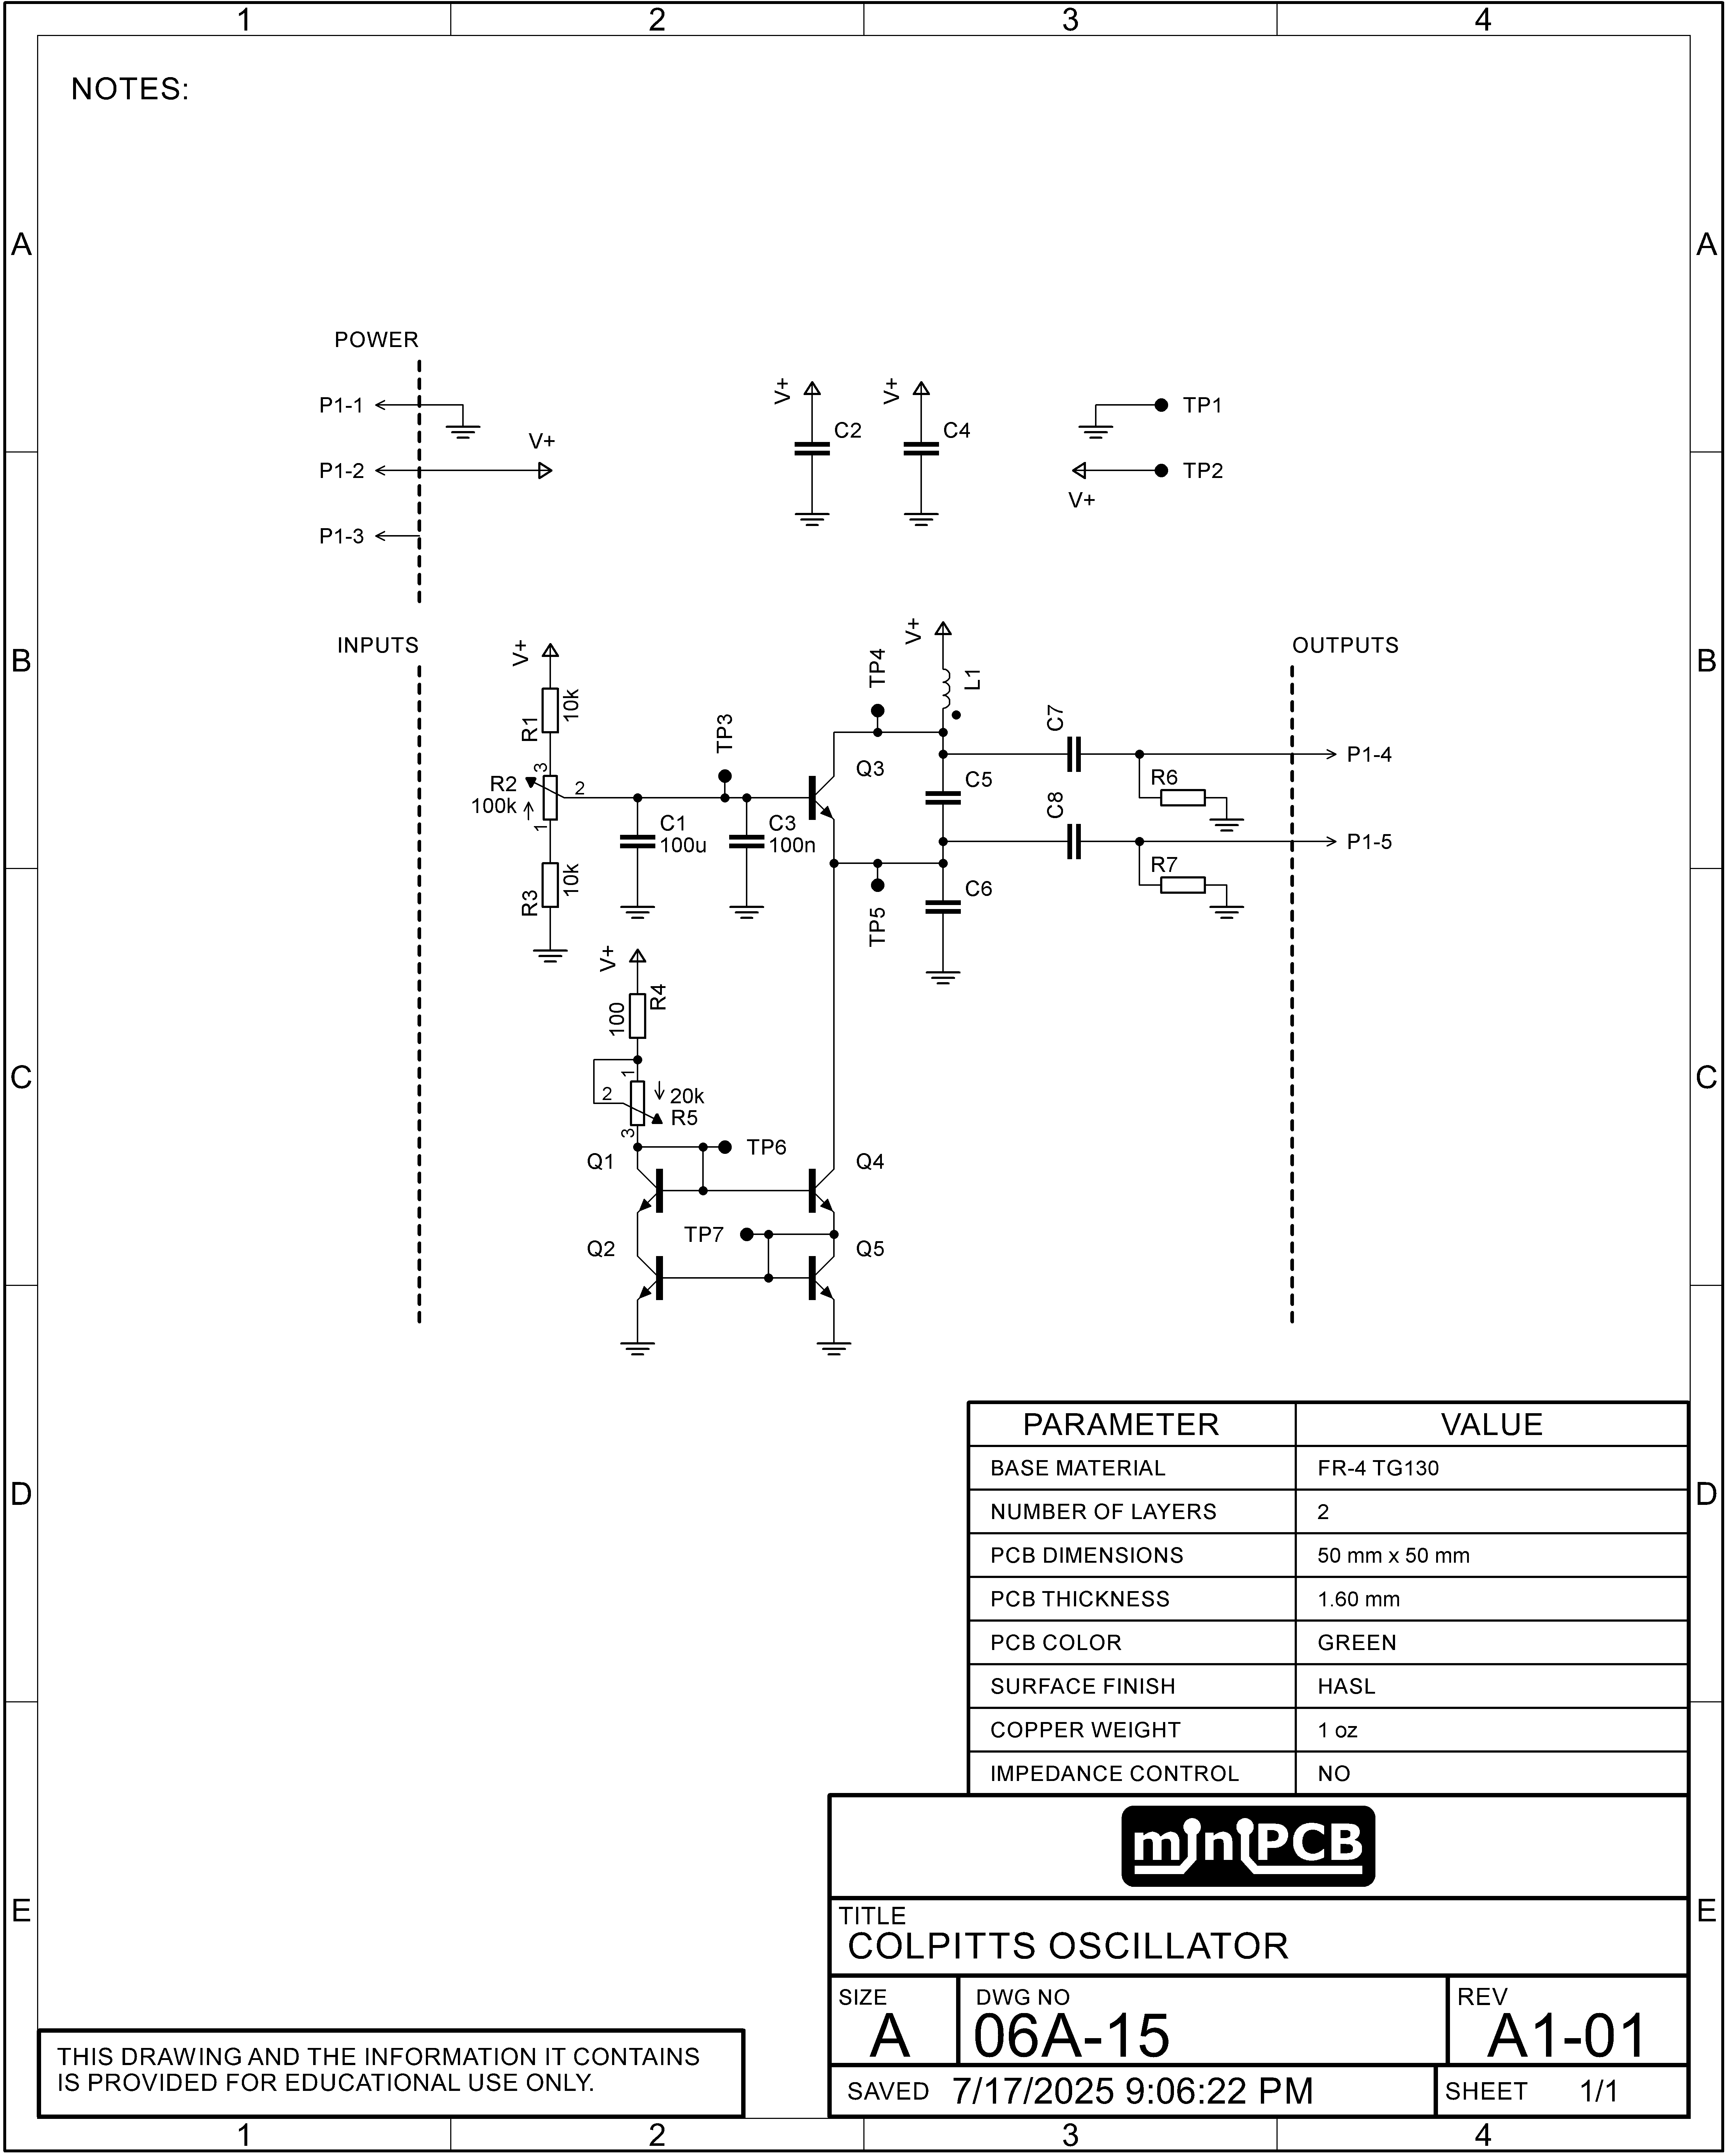 1 2 3 4
NOTES:
A A
POWER
P1-1
V+
P1-2
P1-3
V+ C2
V+ C4
TP1
TP2
V+
B B
INPUTS
OUTPUTS
V+
R1 10k
R2
100k
3
2
1
R3 10k
TP3
C1
100u
C3
100n
Q3
TP4
V+
L1
C5
C6
TP5
C7
P1-4
R6
C8
P1-5
R7
C C
V+
100 R4
1
2
20k
R5
3
TP6
Q1
Q4
TP7
Q2
Q5
PARAMETER VALUE
BASE MATERIAL FR-4 TG130
D D
NUMBER OF LAYERS 2
PCB DIMENSIONS 50 mm x 50 mm
PCB THICKNESS 1.60 mm
PCB COLOR GREEN
SURFACE FINISH HASL
COPPER WEIGHT 1 oz
IMPEDANCE CONTROL NO
miniPCB
E E
TITLE
COLPITTS OSCILLATOR
SIZE
A
DWG NO
06A-15
REV
A1-01
SAVED 7/17/2025 9:06:22 PM
SHEET 1/1
THIS DRAWING AND THE INFORMATION IT CONTAINS
IS PROVIDED FOR EDUCATIONAL USE ONLY.
1 2 3 4